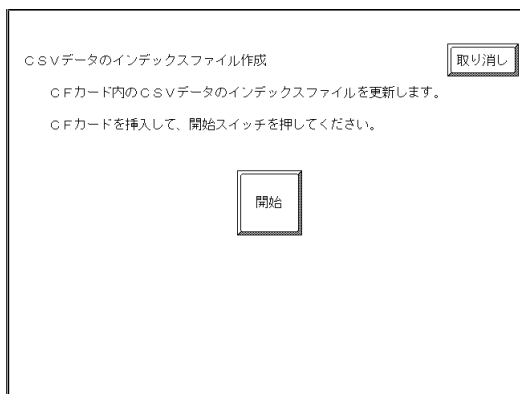 CSVデータのインデックスファイル作成
取り消し
CFカード内のCSVデータのインデックスファイルを更新します。
CFカードを挿入して、開始スイッチを押してください。
開始